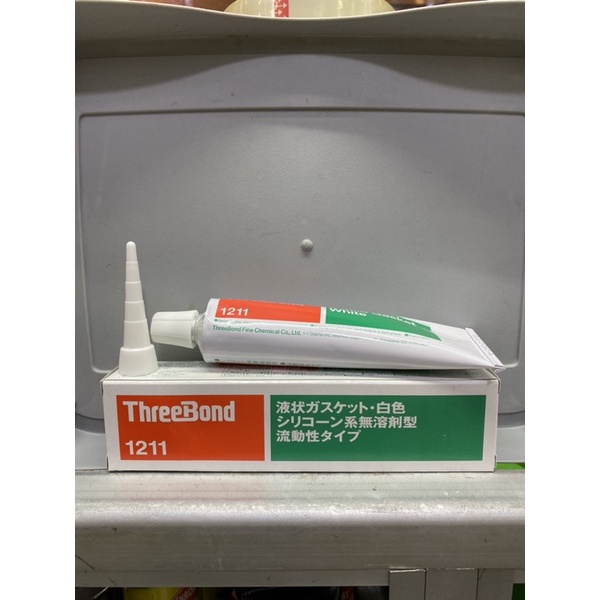 1211
White
ThreeBond Fine Chemical Co., Ltd.
ThreeBond
1211
液状ガスケット・白色
シリコーン系無溶剤型
流動性タイプ